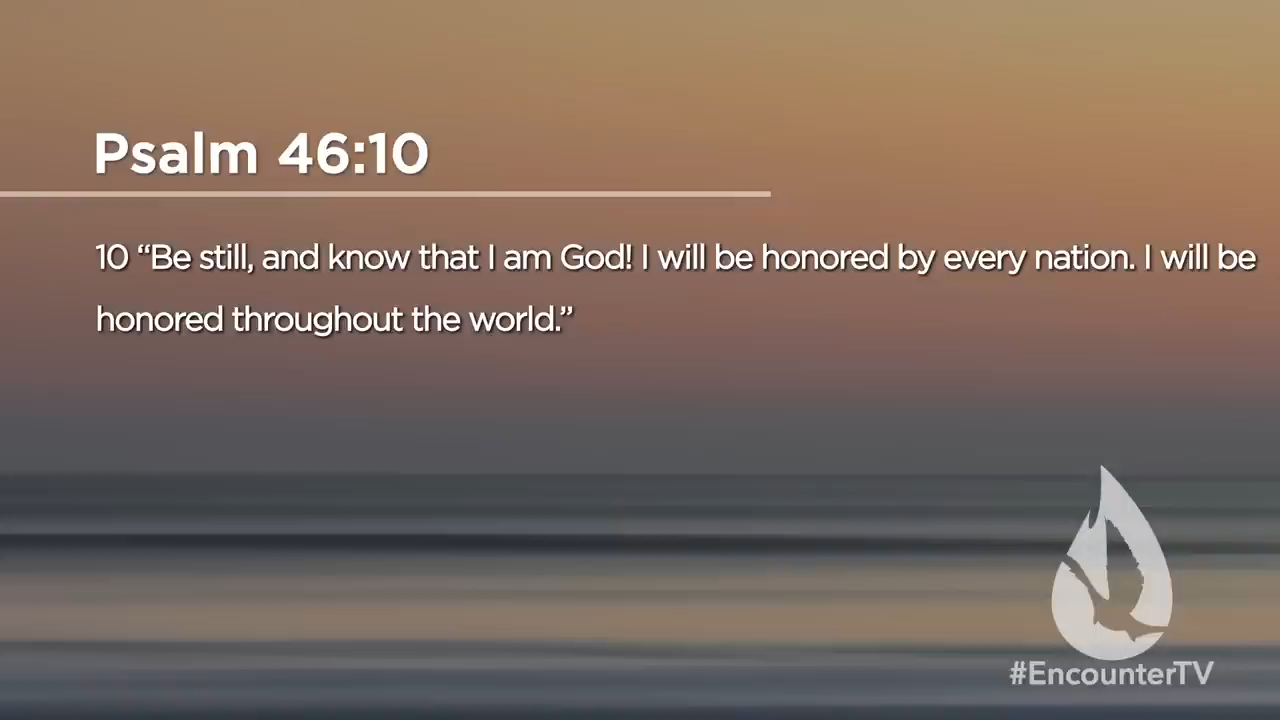 Psalm 46:10
10 “Be still, and know that I am God! I will be honored by every nation. I will be
honored throughout the world.”
#EncounterTV